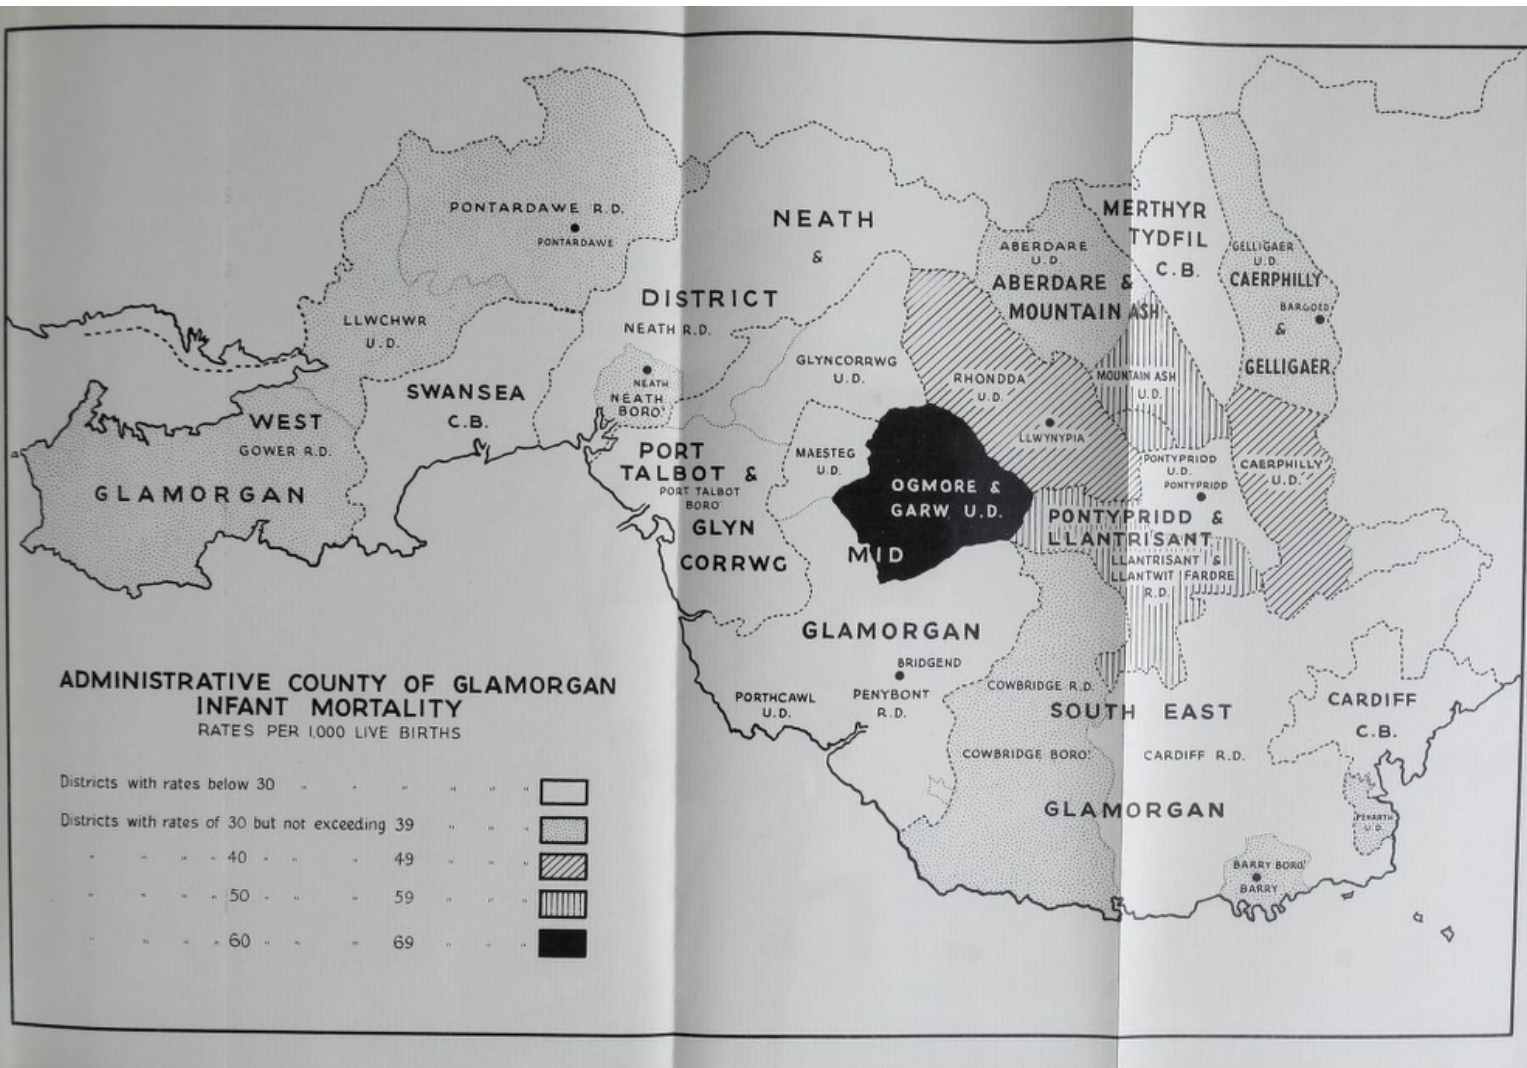 PONTARDAWE R.D.
PONTARDAWE
NEATH
&
DISTRICT
NEATH R.D.
NEATH
NEATH
BORO'
LLWCHWR
U.D.
SWANSEA
C.B.
WEST
GOWER R.D.
GLAMORGAN
PORT
TALBOT &
PORT TALBOT
BORO'
GLYN
CORRWG
GLYNCORRWG
U.D.
MAESTEG
U.D.
OGMORE &
GARW U.D.
MID
GLAMORGAN
BRIDGEND
PENYBONT
R.D.
PORTHCAWL
U.D.
ABERDARE
U.D.
ABERDARE &
MOUNTAIN ASH
MOUNTAIN ASH
U.D.
MERTHYR
TYDFIL
C.B.
GELLIGAER
U.D.
CAERPHILLY
BARGOED
&
GELLIGAER
RHONDDA
U.D.
LLWYNYPIA
PONTYPRIDD
U.D.
PONTYPRIDD
CAERPHILLY
U.D.
PONTYPRIDD &
LLANTRISANT
LLANTRISANT &
LLANTWIT FARDRE
R.D.
COWBRIDGE R.D.
SOUTH EAST
COWBRIDGE BORO'
CARDIFF R.D.
GLAMORGAN
CARDIFF
C.B.
PENARTH
U.D.
BARRY BORO'
BARRY
ADMINISTRATIVE COUNTY OF GLAMORGAN
INFANT MORTALITY
RATES PER 1,000 LIVE BIRTHS
Districts with rates below 30 " " " " " "
Districts with rates of 30 but not exceeding 39 " " "
" " " " 40 " " " 49 " " "
" " " " 50 " " " 59 " " "
" " " " 60 " " " 69 " " "